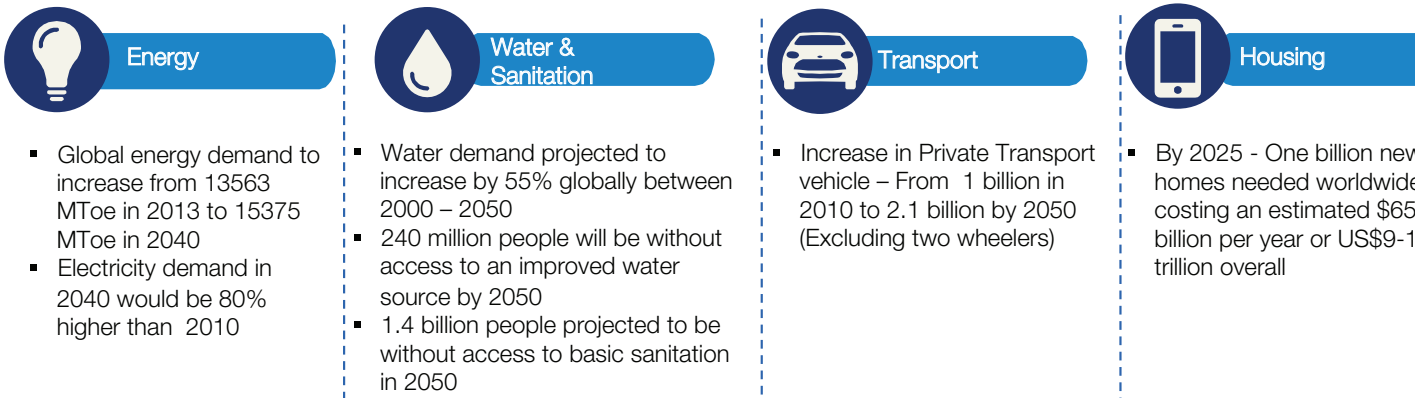 Energy
▪ Global energy demand to
increase from 13563
MToe in 2013 to 15375
MToe in 2040
▪ Electricity demand in
2040 would be 80%
higher than 2010
Water &
Sanitation
▪ Water demand projected to
increase by 55% globally between
2000 – 2050
▪ 240 million people will be without
access to an improved water
source by 2050
▪ 1.4 billion people projected to be
without access to basic sanitation
in 2050
Transport
▪ Increase in Private Transport
vehicle – From 1 billion in
2010 to 2.1 billion by 2050
(Excluding two wheelers)
Housing
▪ By 2025 - One billion new
homes needed worldwide
costing an estimated
billion per year or
trillion overall